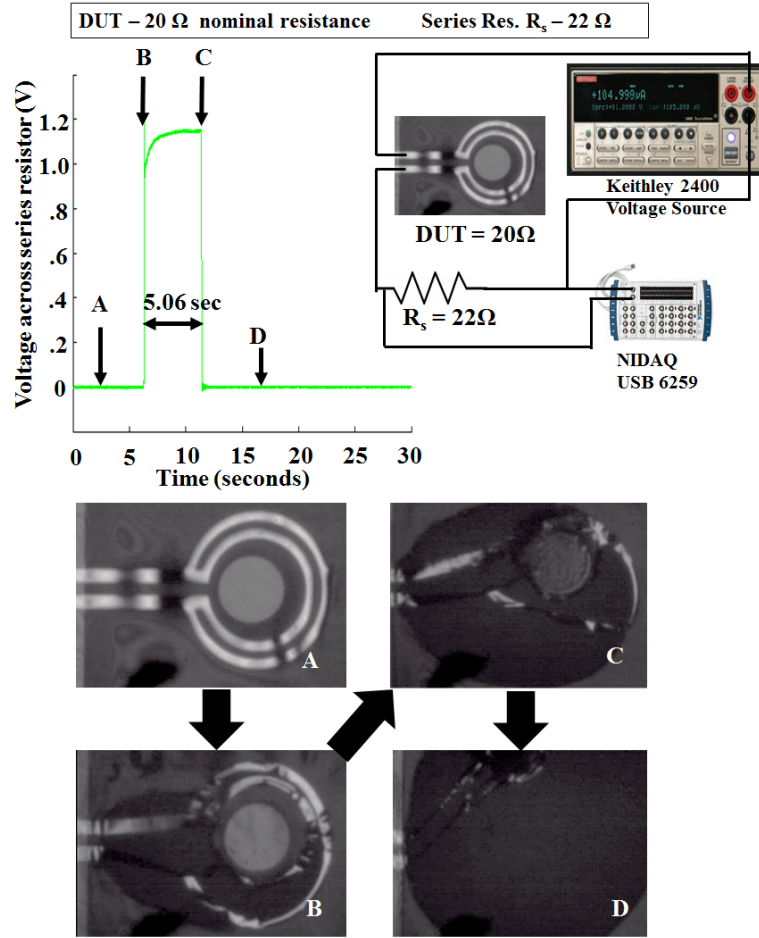 DUT – 20 Ω nominal resistance Series Res. Rs – 22 Ω
B C
1.2
1.0
.8
.6
.4
.2
0
A
5.06 sec
D
Voltage across series resistor (V)
0 5 10 15 20 25 30
Time (seconds)
+104.999µA
Keithley 2400
Voltage Source
DUT = 20Ω
Rs = 22Ω
NIDAQ
USB 6259
A
C
B
D